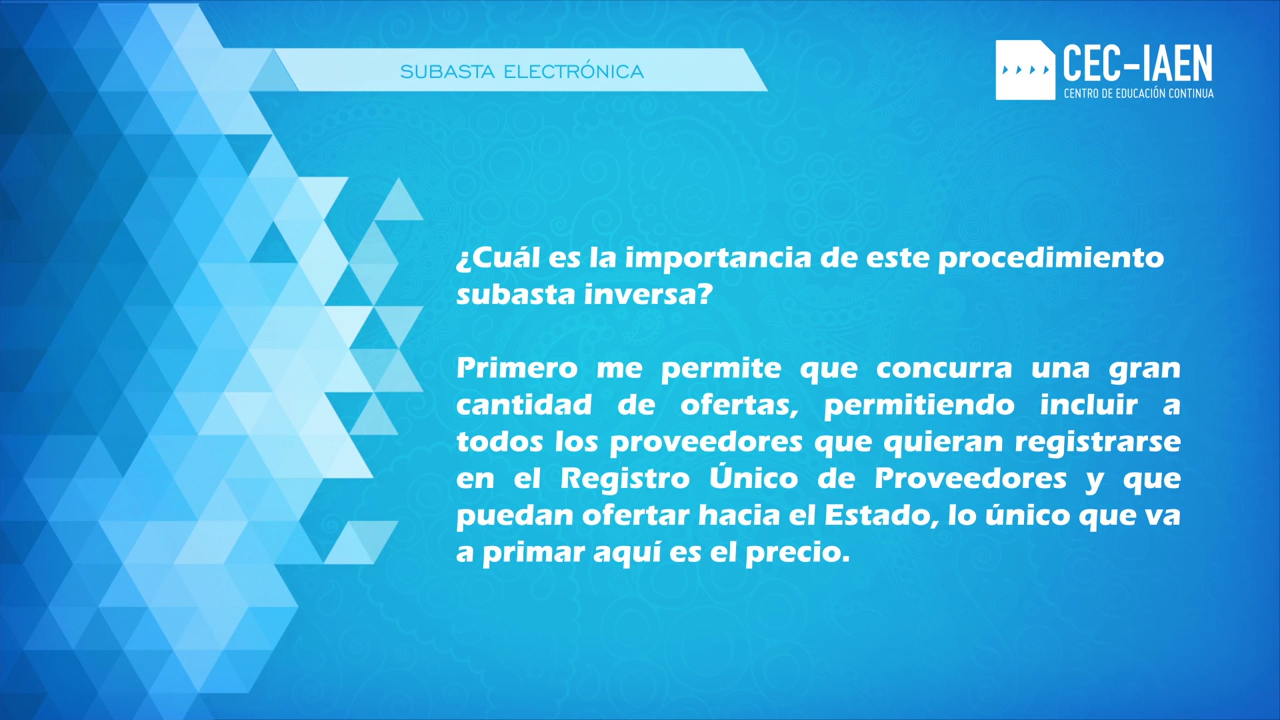 SUBASTA ELECTRÓNICA
CEC-IAEN
CENTRO DE EDUCACIÓN CONTINUA
¿Cuál es la importancia de este procedimiento
subasta inversa?
Primero me permite que concurra una gran
cantidad de ofertas, permitiendo incluir a
todos los proveedores que quieran registrarse
en el Registro Único de Proveedores y que
puedan ofertar hacia el Estado, lo único que va
a primar aquí es el precio.